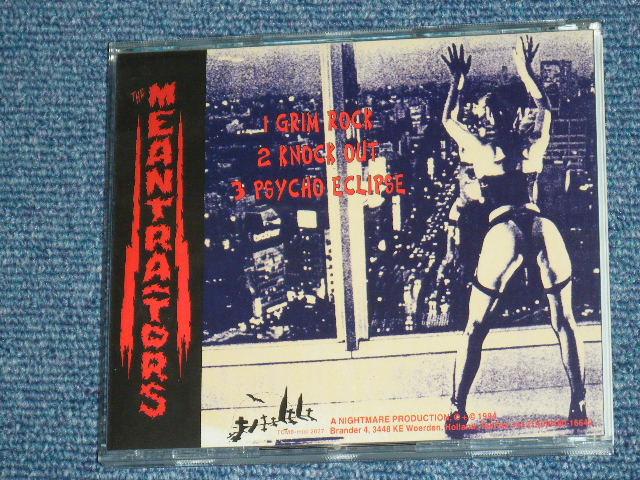 THE
MEANTRAITORS
1 GRIM ROCK
2 KNOCK OUT
3 PSYCHO ECLIPSE
A NIGHTMARE PRODUCTION
1994
Brander 4, 3448 KE Woerden, Holland,